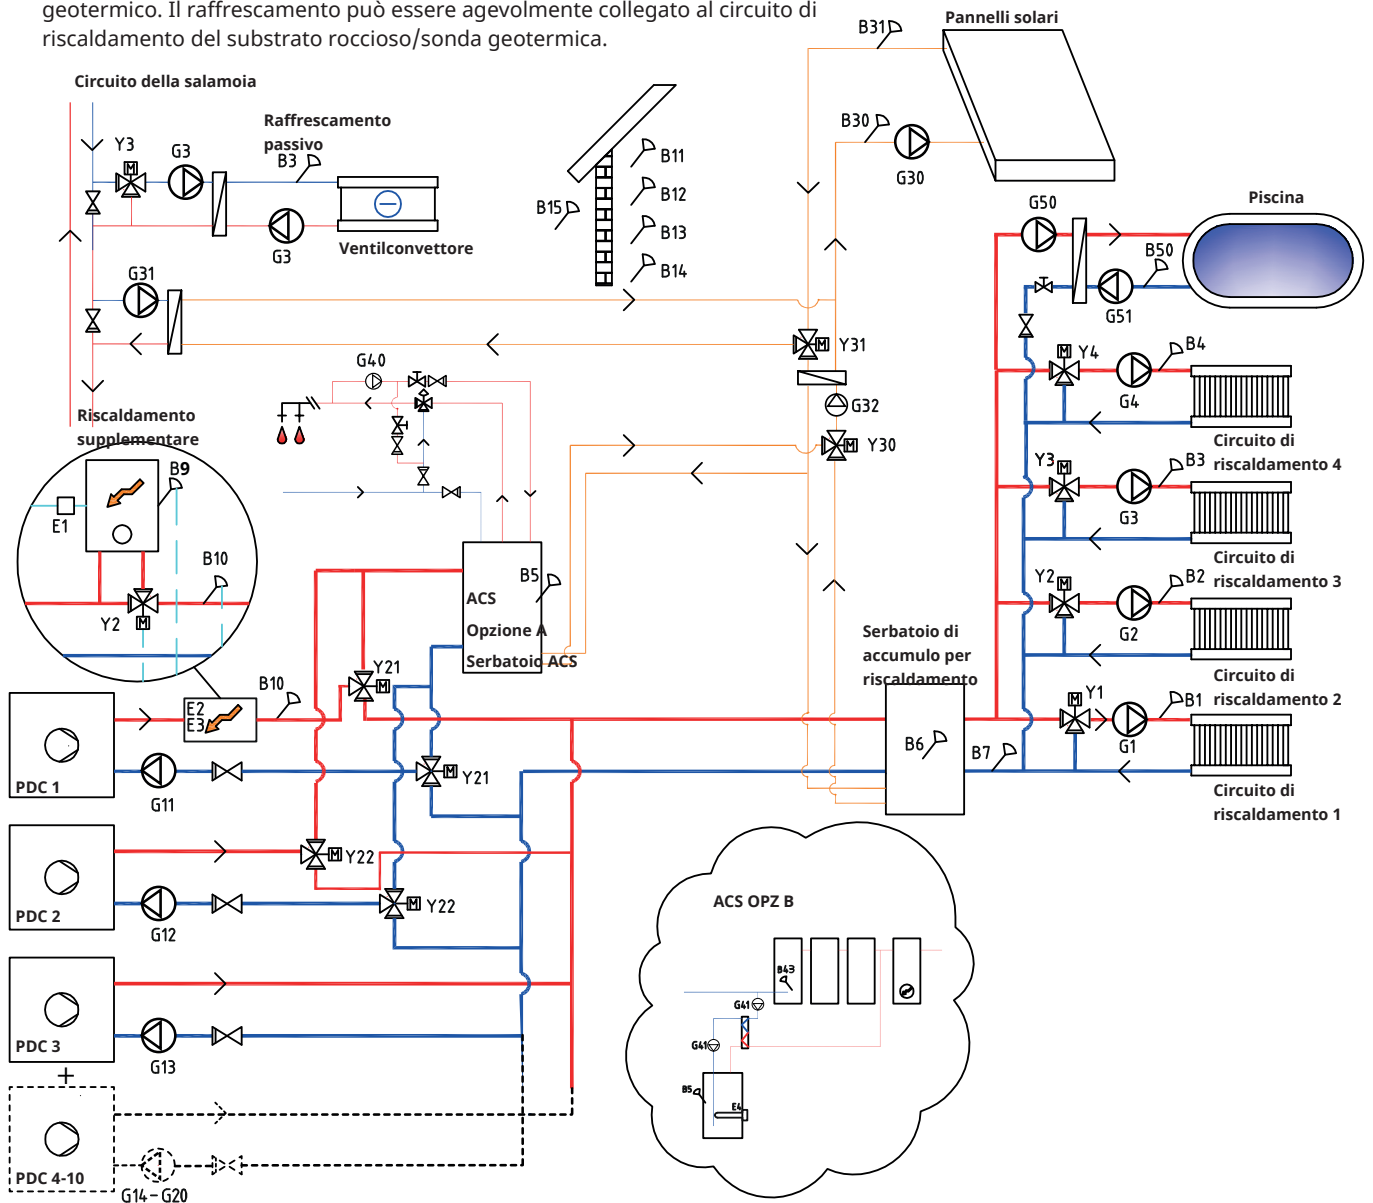 geotermico. Il raffrescamento può essere agevolmente collegato al circuito di
riscaldamento del substrato roccioso/sonda geotermica.
Pannelli solari
B31
Circuito della salamoia
Raffrescamento
passivo
Y3
G3
B3
B30
G30
B11
B12
B13
B14
B15
G3
Ventilconvettore
G50
Piscina
B50
G51
G31
Y31
G40
G32
Y30
Y4
B4
G4
Circuito di
riscaldamento 4
Riscaldamento
supplementare
B9
E1
B10
Y2
M
Y3
B3
G3
Circuito di
riscaldamento 3
B5
ACS
Opzione A
Serbatoio ACS
Y2
B2
G2
Circuito di
riscaldamento 2
Serbatoio di
accumulo per
riscaldamento
E2
E3
B10
Y21
Y1
B1
G1
B6
B7
Circuito di
riscaldamento 1
PDC 1
G11
Y21
Y22
PDC 2
G12
Y22
ACS OPZ B
B43
G41
G41
B5
E4
PDC 3
G13
+
PDC 4-10
G14-G20